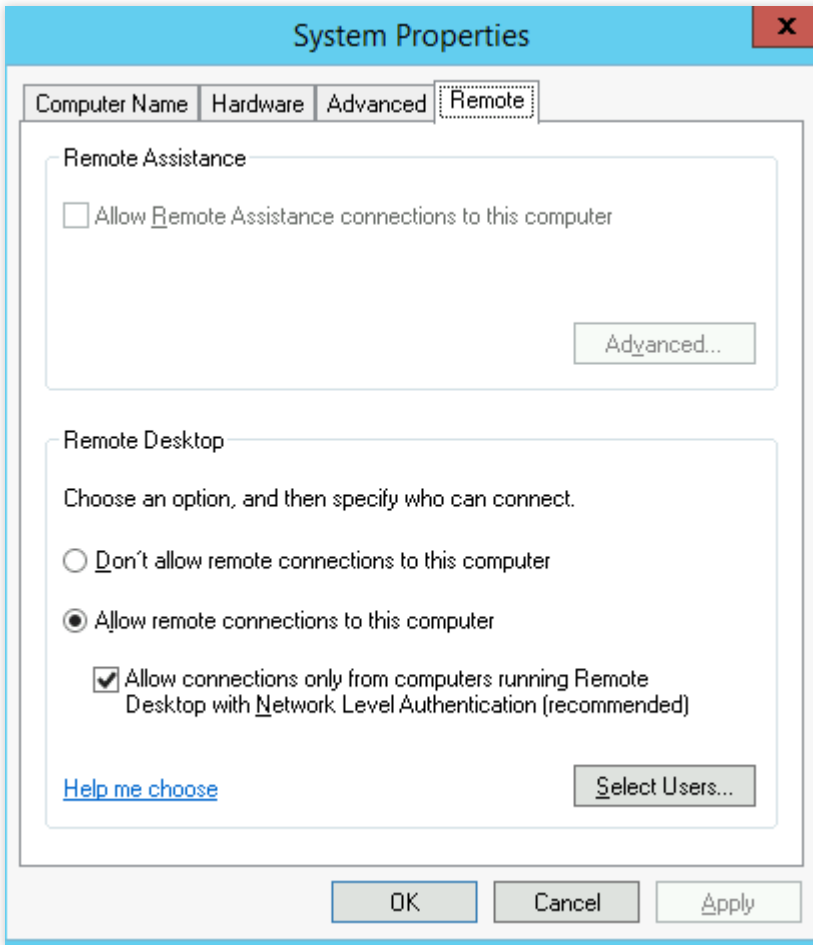 System Properties
x
Computer Name Hardware Advanced Remote
Remote Assistance
Allow Remote Assistance connections to this computer
Advanced...
Remote Desktop
Choose an option, and then specify who can connect.
Don´t allow remote connections to this computer
Allow remote connections to this computer
Allow connections only from computers running Remote
Desktop with Network Level Authentication (recommended)
Help me choose Select Users...
OK Cancel Apply